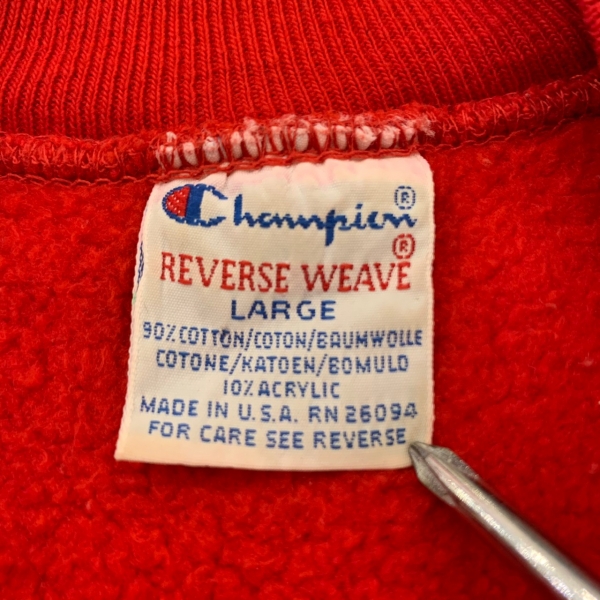 Champion®
REVERSE WEAVE®
LARGE
90% COTTON/COTON/BAUMWOLLE
COTONE/KATOEN/BOMULD
10% ACRYLIC
MADE IN U.S.A. RN 26094
FOR CARE SEE REVERSE